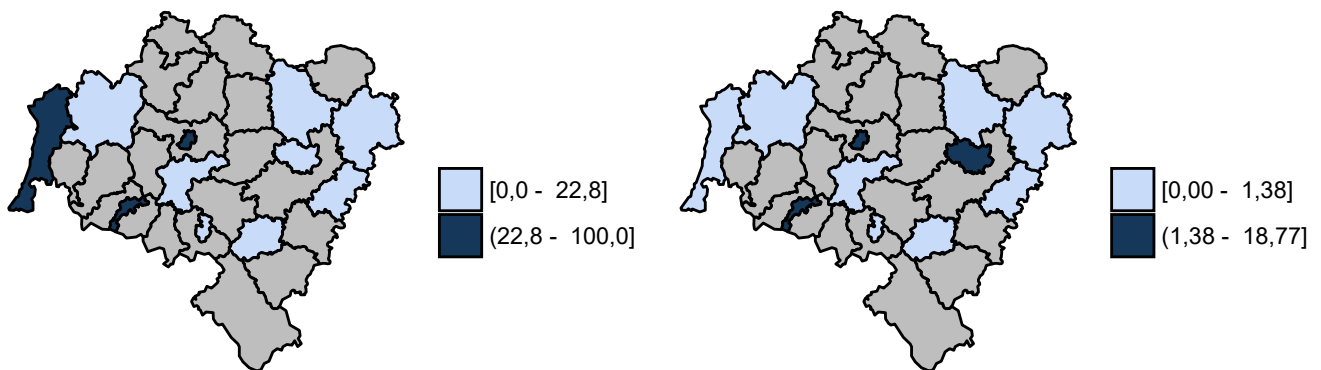 [0,0 - 22,8]
(22,8 - 100,0]
[0,00 - 1,38]
(1,38 - 18,77]